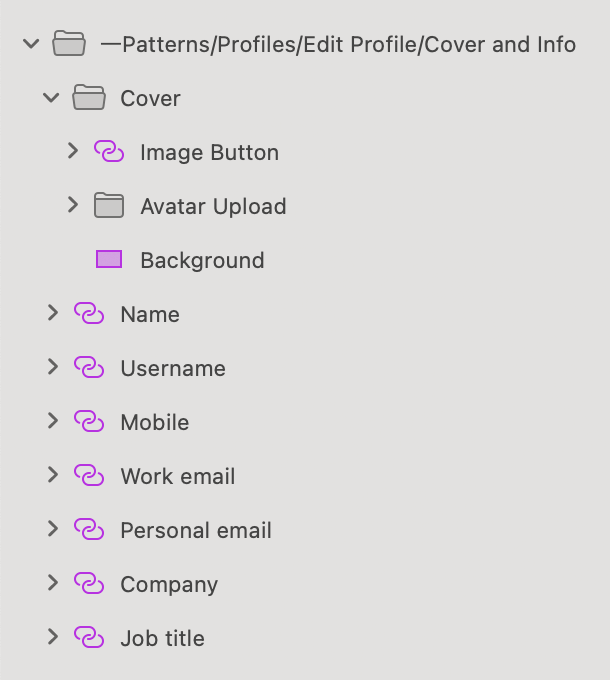 —Patterns/Profiles/Edit Profile/Cover and Info
Cover
Image Button
Avatar Upload
Background
Name
Username
Mobile
Work email
Personal email
Company
Job title